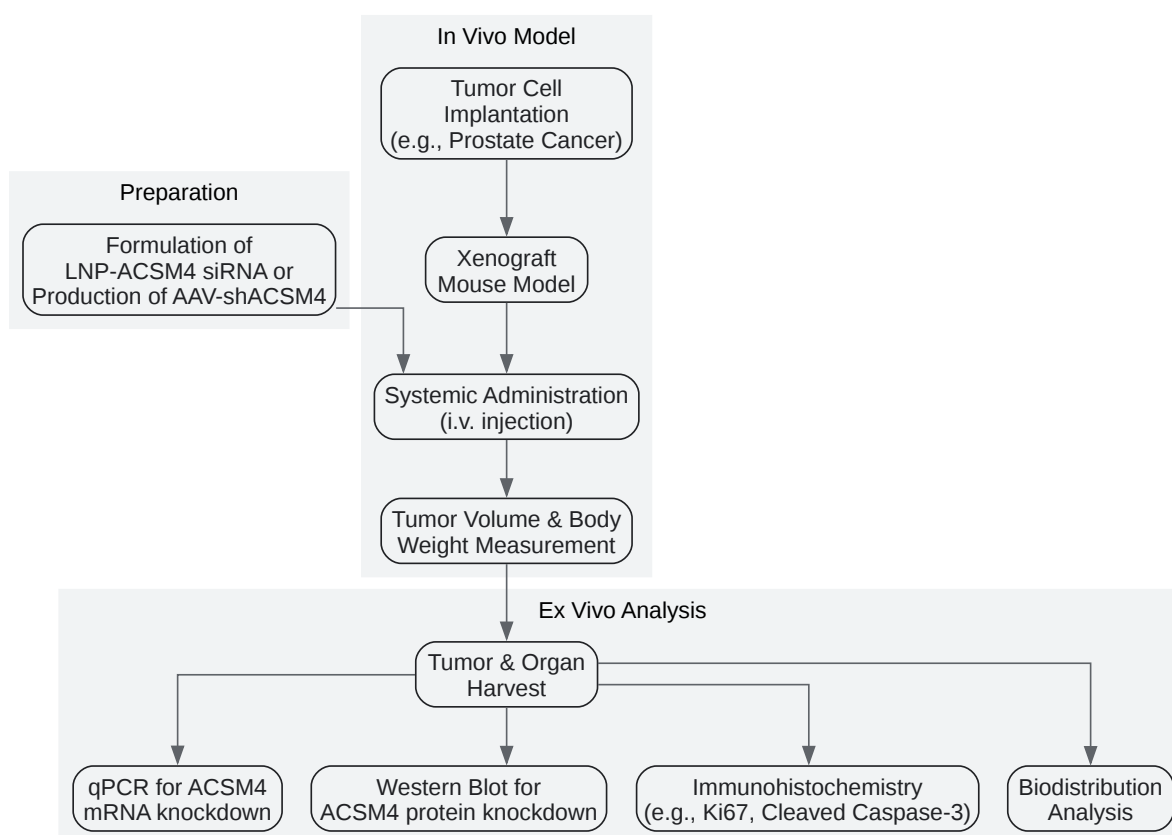 In Vivo Model
Tumor Cell
Implantation
(e.g., Prostate Cancer)
Preparation
Formulation of
LNP-ACSM4 siRNA or
Production of AAV-shACSM4
Xenograft
Mouse Model
Systemic Administration
(i.v. injection)
Tumor Volume & Body
Weight Measurement
Ex Vivo Analysis
Tumor & Organ
Harvest
qPCR for ACSM4
mRNA knockdown
Western Blot for
ACSM4 protein knockdown
Immunohistochemistry
(e.g., Ki67, Cleaved Caspase-3)
Biodistribution
Analysis